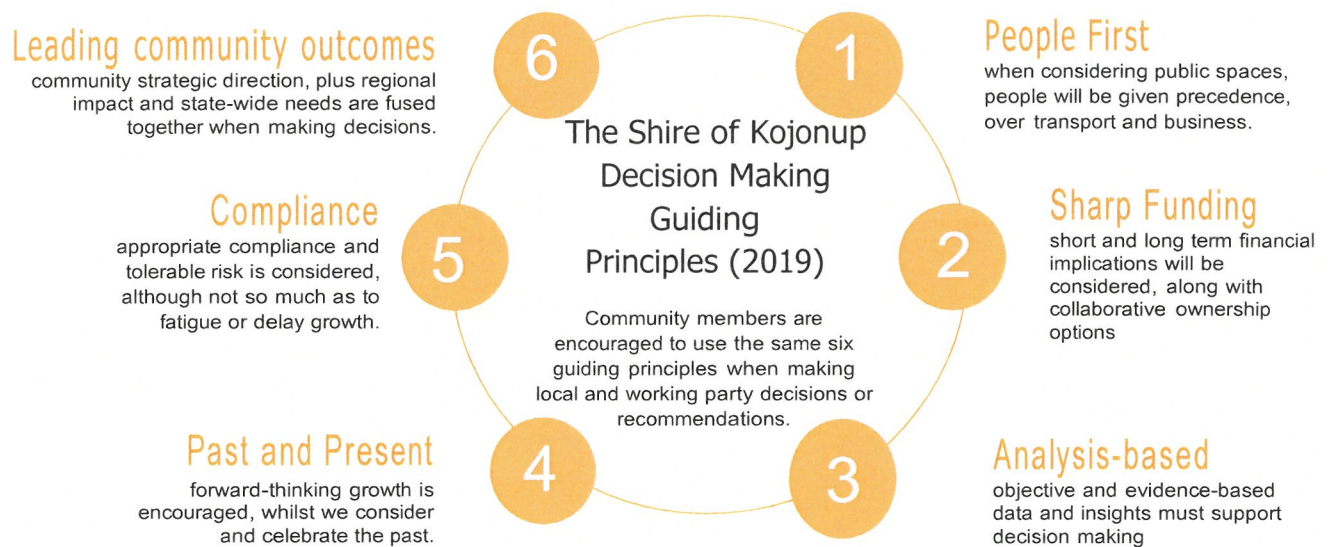 The Shire of Kojonup
Decision Making
Guiding
Principles (2019)
Community members are
encouraged to use the same six
guiding principles when making
local and working party decisions or
recommendations.
1
People First
when considering public spaces,
people will be given precedence,
over transport and business.
2
Sharp Funding
short and long term financial
implications will be
considered, along with
collaborative ownership
options
3
Analysis-based
objective and evidence-based
data and insights must support
decision making
4
Past and Present
forward-thinking growth is
encouraged, whilst we consider
and celebrate the past.
5
Compliance
appropriate compliance and
tolerable risk is considered,
although not so much as to
fatigue or delay growth.
6
Leading community outcomes
community strategic direction, plus regional
impact and state-wide needs are fused
together when making decisions.